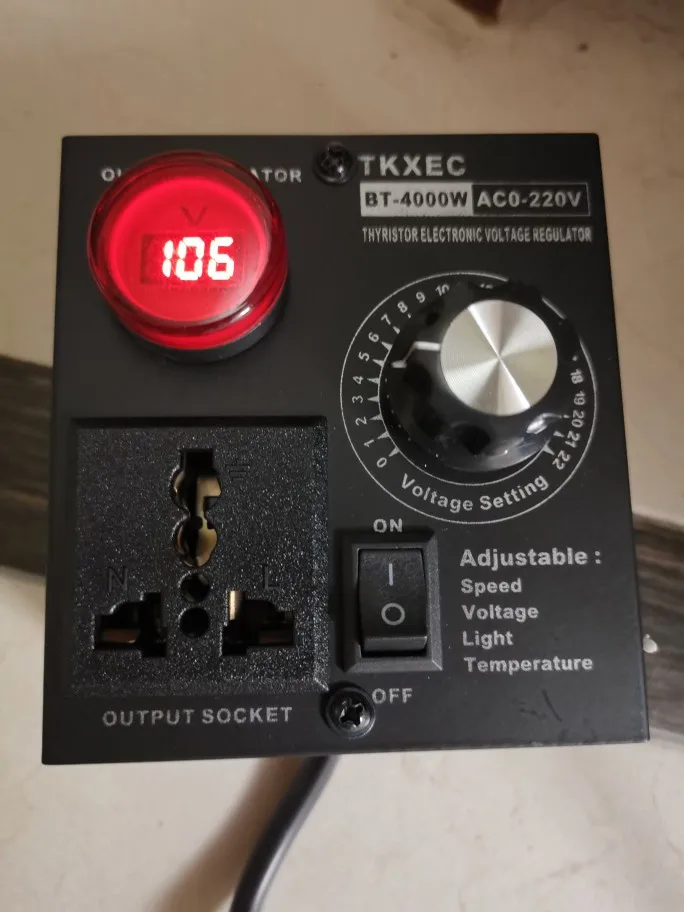 TKXEC
BT-4000W AC0-220V
THYRISTOR ELECTRONIC VOLTAGE REGULATOR
V
106
0 1 2 3 4 5 6 7 8 9 10 18 19 20 21 22
Voltage Setting
E
N L
OUTPUT SOCKET
ON
I
O
OFF
Adjustable :
Speed
Voltage
Light
Temperature